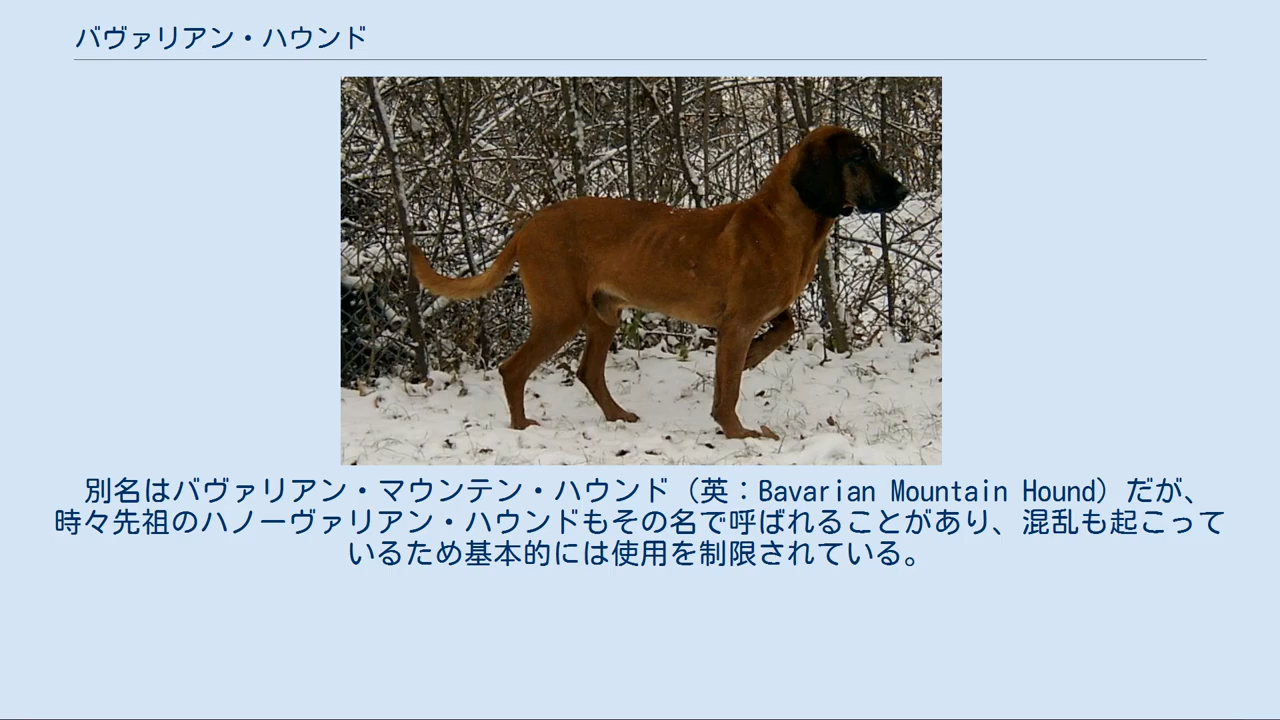 バヴァリアン・ハウンド
別名はバヴァリアン・マウンテン・ハウンド（英：Bavarian Mountain Hound）だが、
時々先祖のハノーヴァリアン・ハウンドもその名で呼ばれることがあり、混乱も起こって
いるため基本的には使用を制限されている。